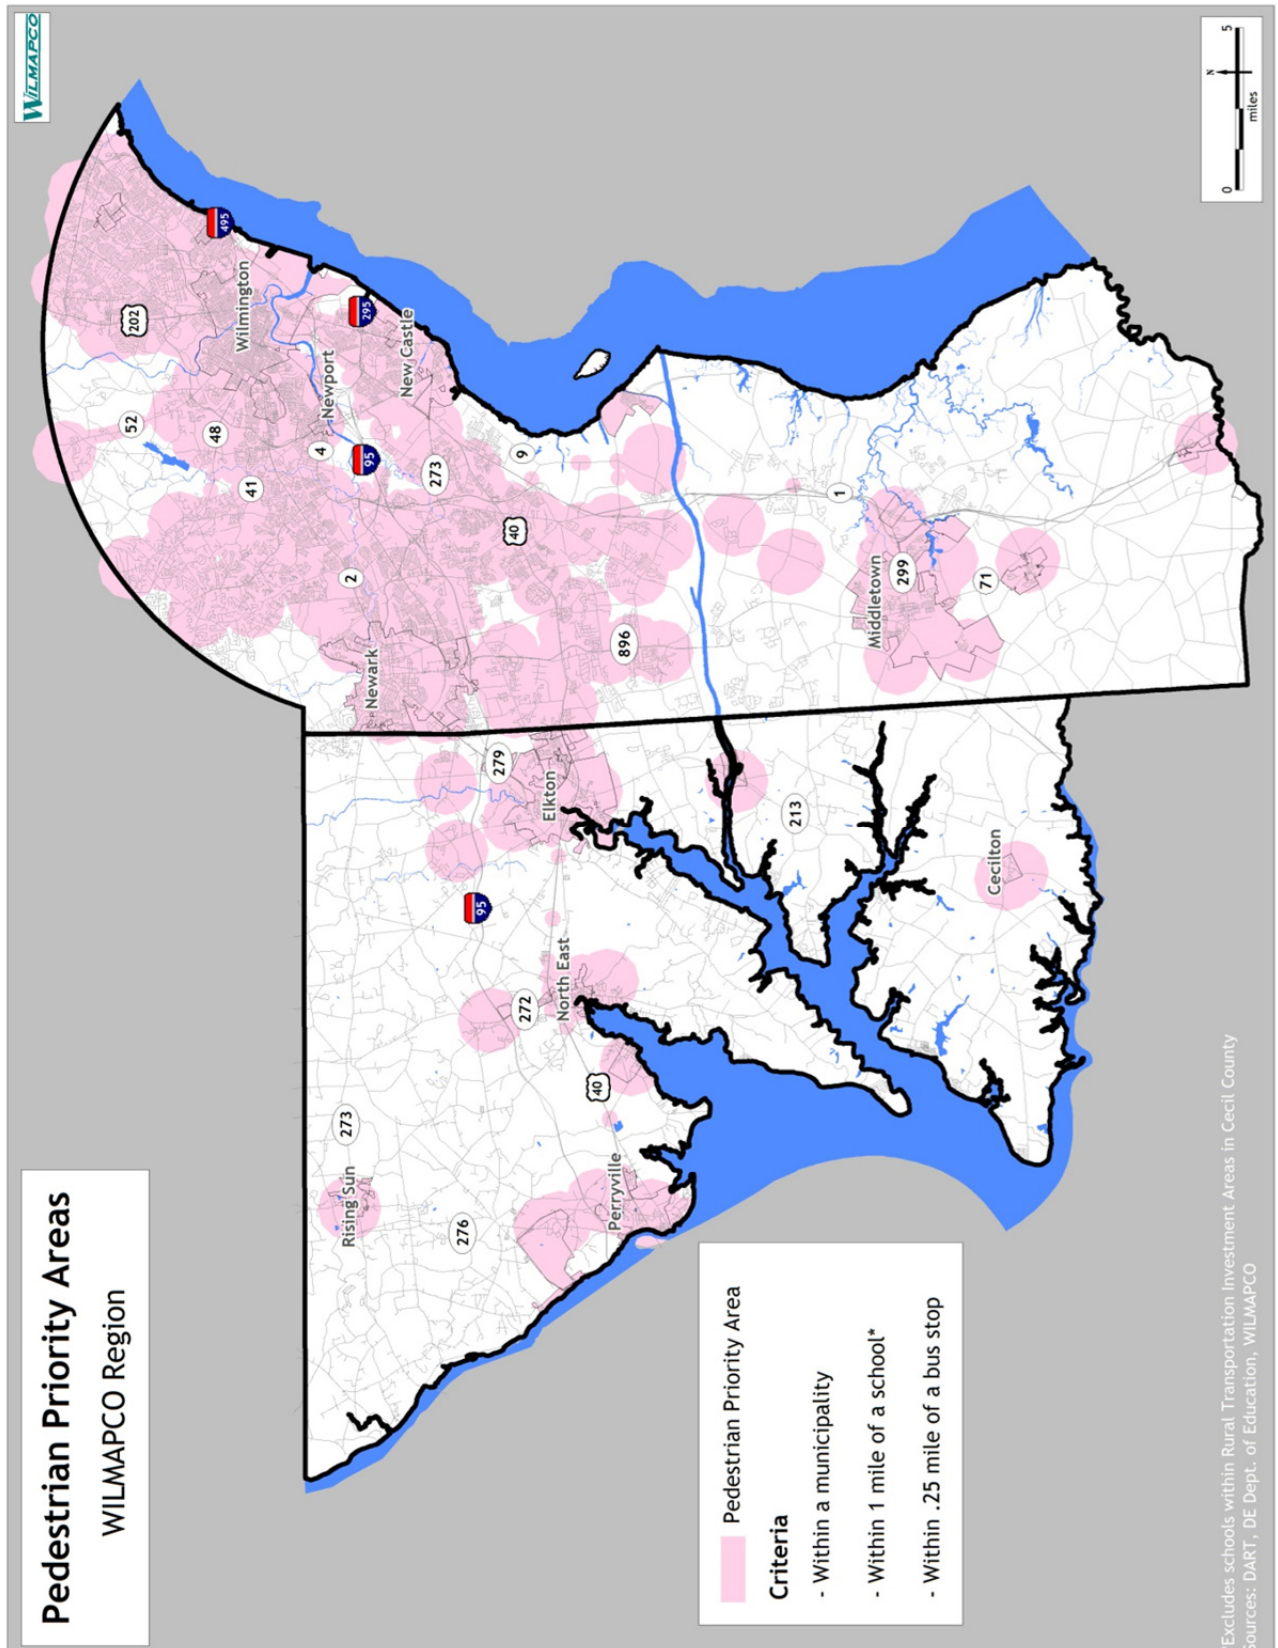 Pedestrian Priority Areas
WILMAPCO Region
WILMAPCO
202
495
52
Wilmington
48
295
41
Newport
4
New Castle
95
273
9
2
40
Newark
896
1
Middletown
299
71
279
Elkton
213
95
Cecilton
North East
272
40
273
Rising Sun
276
Perryville
Pedestrian Priority Area
Criteria
- Within a municipality
- Within 1 mile of a school*
- Within .25 mile of a bus stop
N
0 5
miles
*Excludes schools within Rural Transportation Investment Areas in Cecil County
Sources: DART, DE Dept. of Education, WILMAPCO